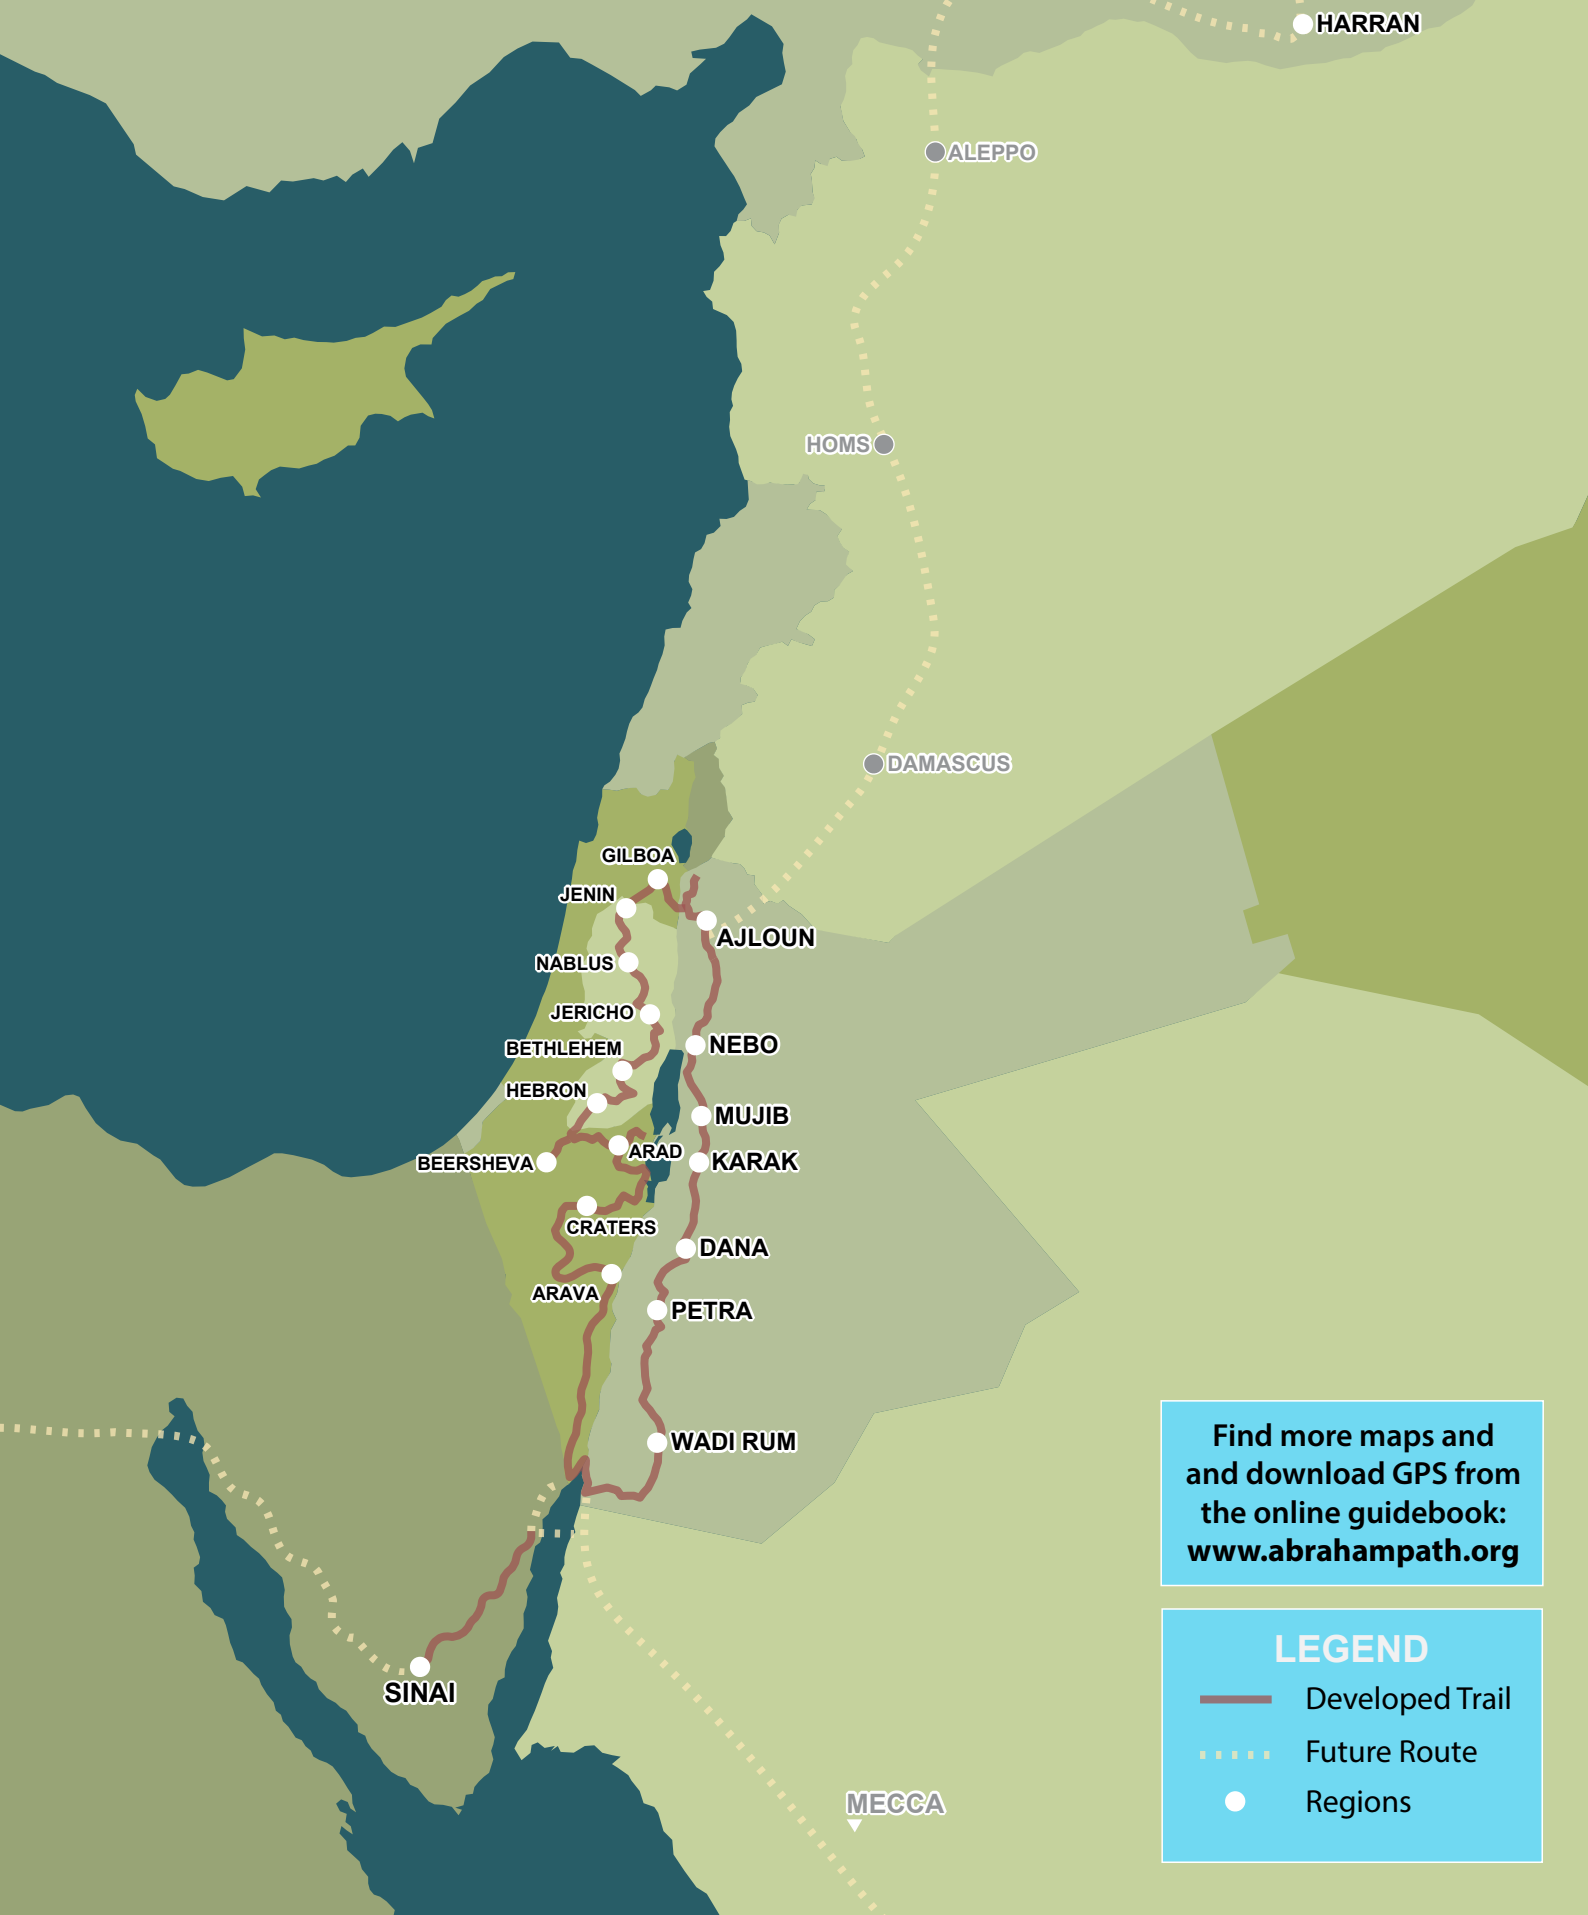 HARRAN
ALEPPO
HOMS
DAMASCUS
GILBOA
JENIN
AJLOUN
NABLUS
JERICHO
NEBO
BETHLEHEM
HEBRON
MUJIB
ARAD
KARAK
BEERSHEVA
CRATERS
DANA
ARAVA
PETRA
WADI RUM
SINAI
MECCA
Find more maps and
and download GPS from
the online guidebook:
www.abrahampath.org
LEGEND
Developed Trail
Future Route
Regions